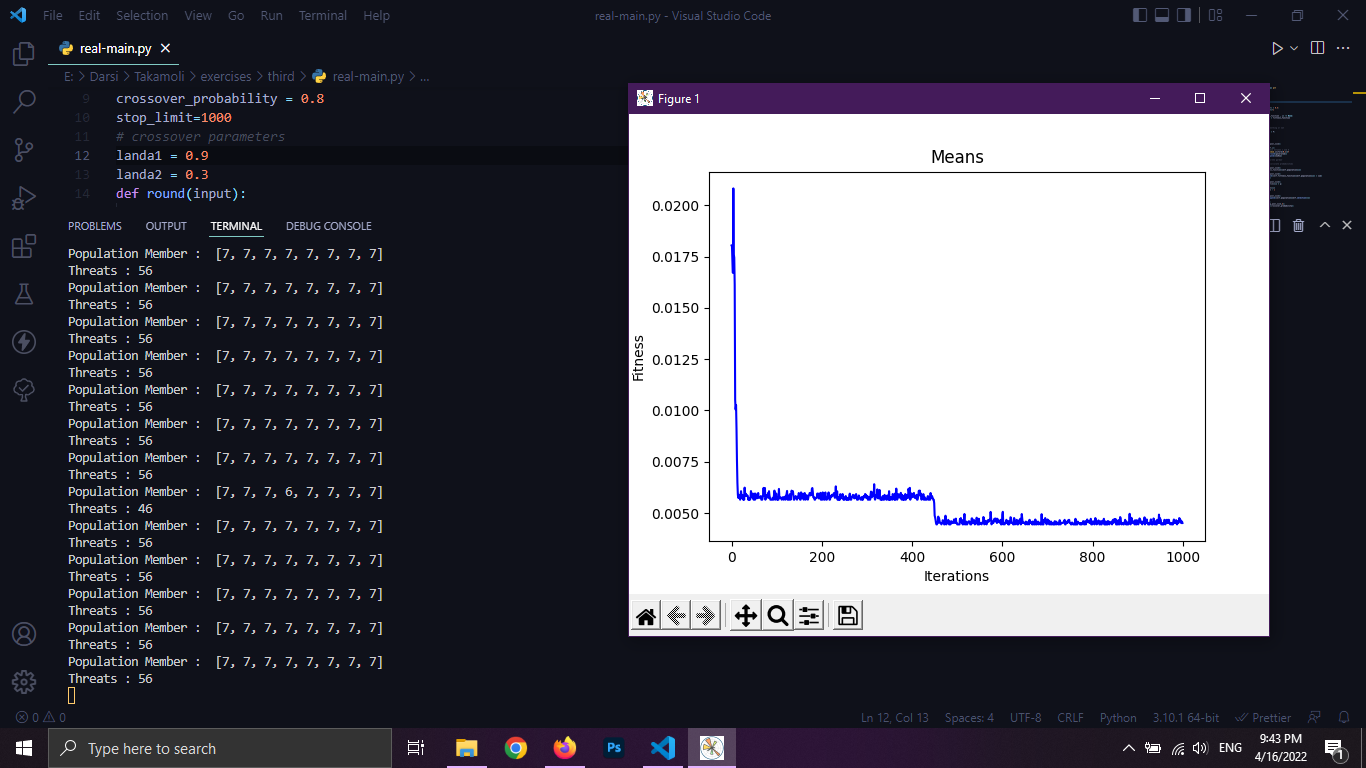 File Edit Selection View Go Run Terminal Help
real-main.py - Visual Studio Code
real-main.py
E: > Darsi > Takamoli > exercises > third > real-main.py > ...
9 crossover_probability = 0.8
10 stop_limit=1000
11 # crossover parameters
12 landa1 = 0.9
13 landa2 = 0.3
14 def round(input):
PROBLEMS OUTPUT TERMINAL DEBUG CONSOLE
Population Member : [7, 7, 7, 7, 7, 7, 7, 7]
Threats : 56
Population Member : [7, 7, 7, 7, 7, 7, 7, 7]
Threats : 56
Population Member : [7, 7, 7, 7, 7, 7, 7, 7]
Threats : 56
Population Member : [7, 7, 7, 7, 7, 7, 7, 7]
Threats : 56
Population Member : [7, 7, 7, 7, 7, 7, 7, 7]
Threats : 56
Population Member : [7, 7, 7, 7, 7, 7, 7, 7]
Threats : 56
Population Member : [7, 7, 7, 7, 7, 7, 7, 7]
Threats : 56
Population Member : [7, 7, 7, 6, 7, 7, 7, 7]
Threats : 46
Population Member : [7, 7, 7, 7, 7, 7, 7, 7]
Threats : 56
Population Member : [7, 7, 7, 7, 7, 7, 7, 7]
Threats : 56
Population Member : [7, 7, 7, 7, 7, 7, 7, 7]
Threats : 56
Population Member : [7, 7, 7, 7, 7, 7, 7, 7]
Threats : 56
Population Member : [7, 7, 7, 7, 7, 7, 7, 7]
Threats : 56
Figure 1
Means
Fitness
0.0200
0.0175
0.0150
0.0125
0.0100
0.0075
0.0050
0 200 400 600 800 1000
Iterations
0 0
Ln 12, Col 13 Spaces: 4 UTF-8 CRLF Python 3.10.1 64-bit Prettier
Type here to search
Ps
ENG
9:43 PM
4/16/2022
1